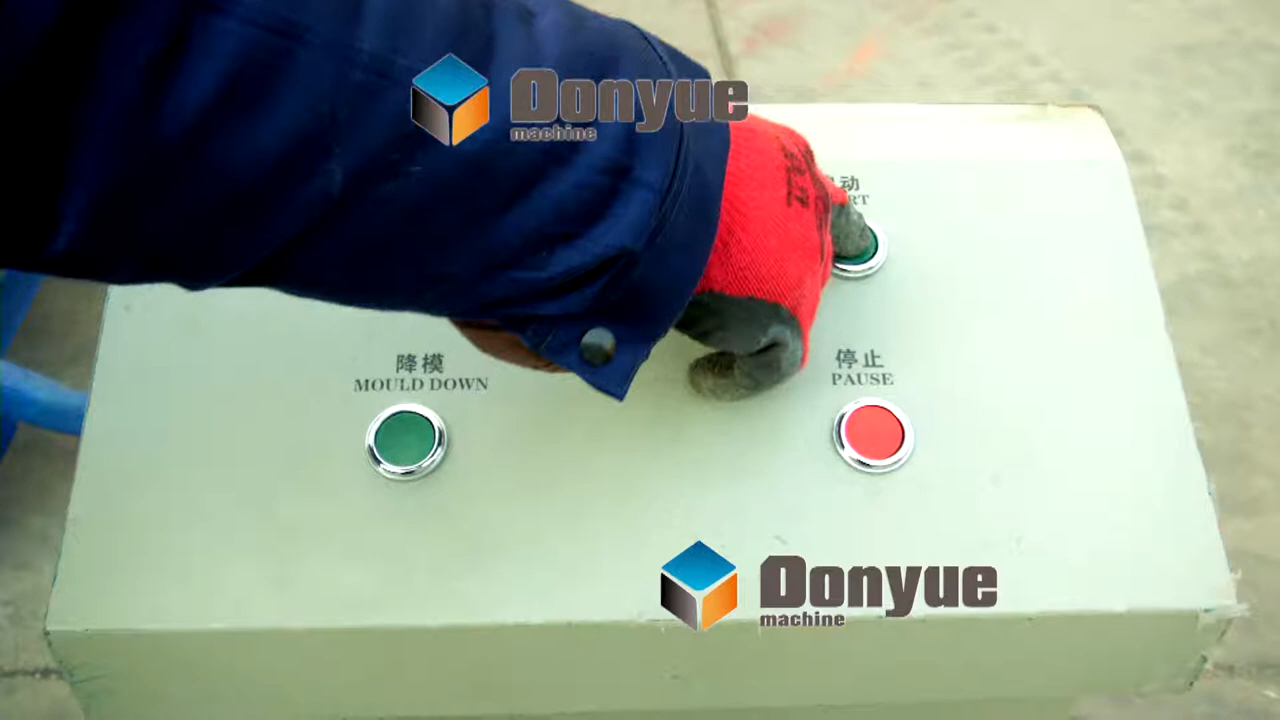 Donyue
machine
动
RT
降模
MOULD DOWN
停止
PAUSE
Donyue
machine